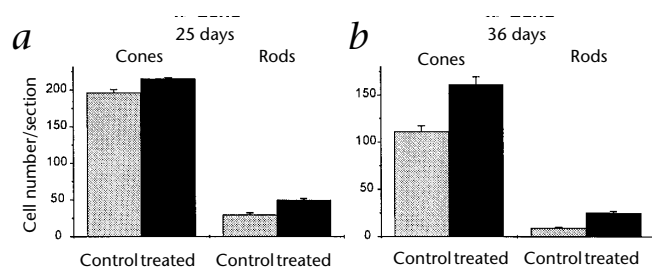 a
25 days
Cones Rods
Cell number/section
200
150
100
50
0
Control treated Control treated
b
36 days
Cones Rods
150
100
50
0
Control treated Control treated